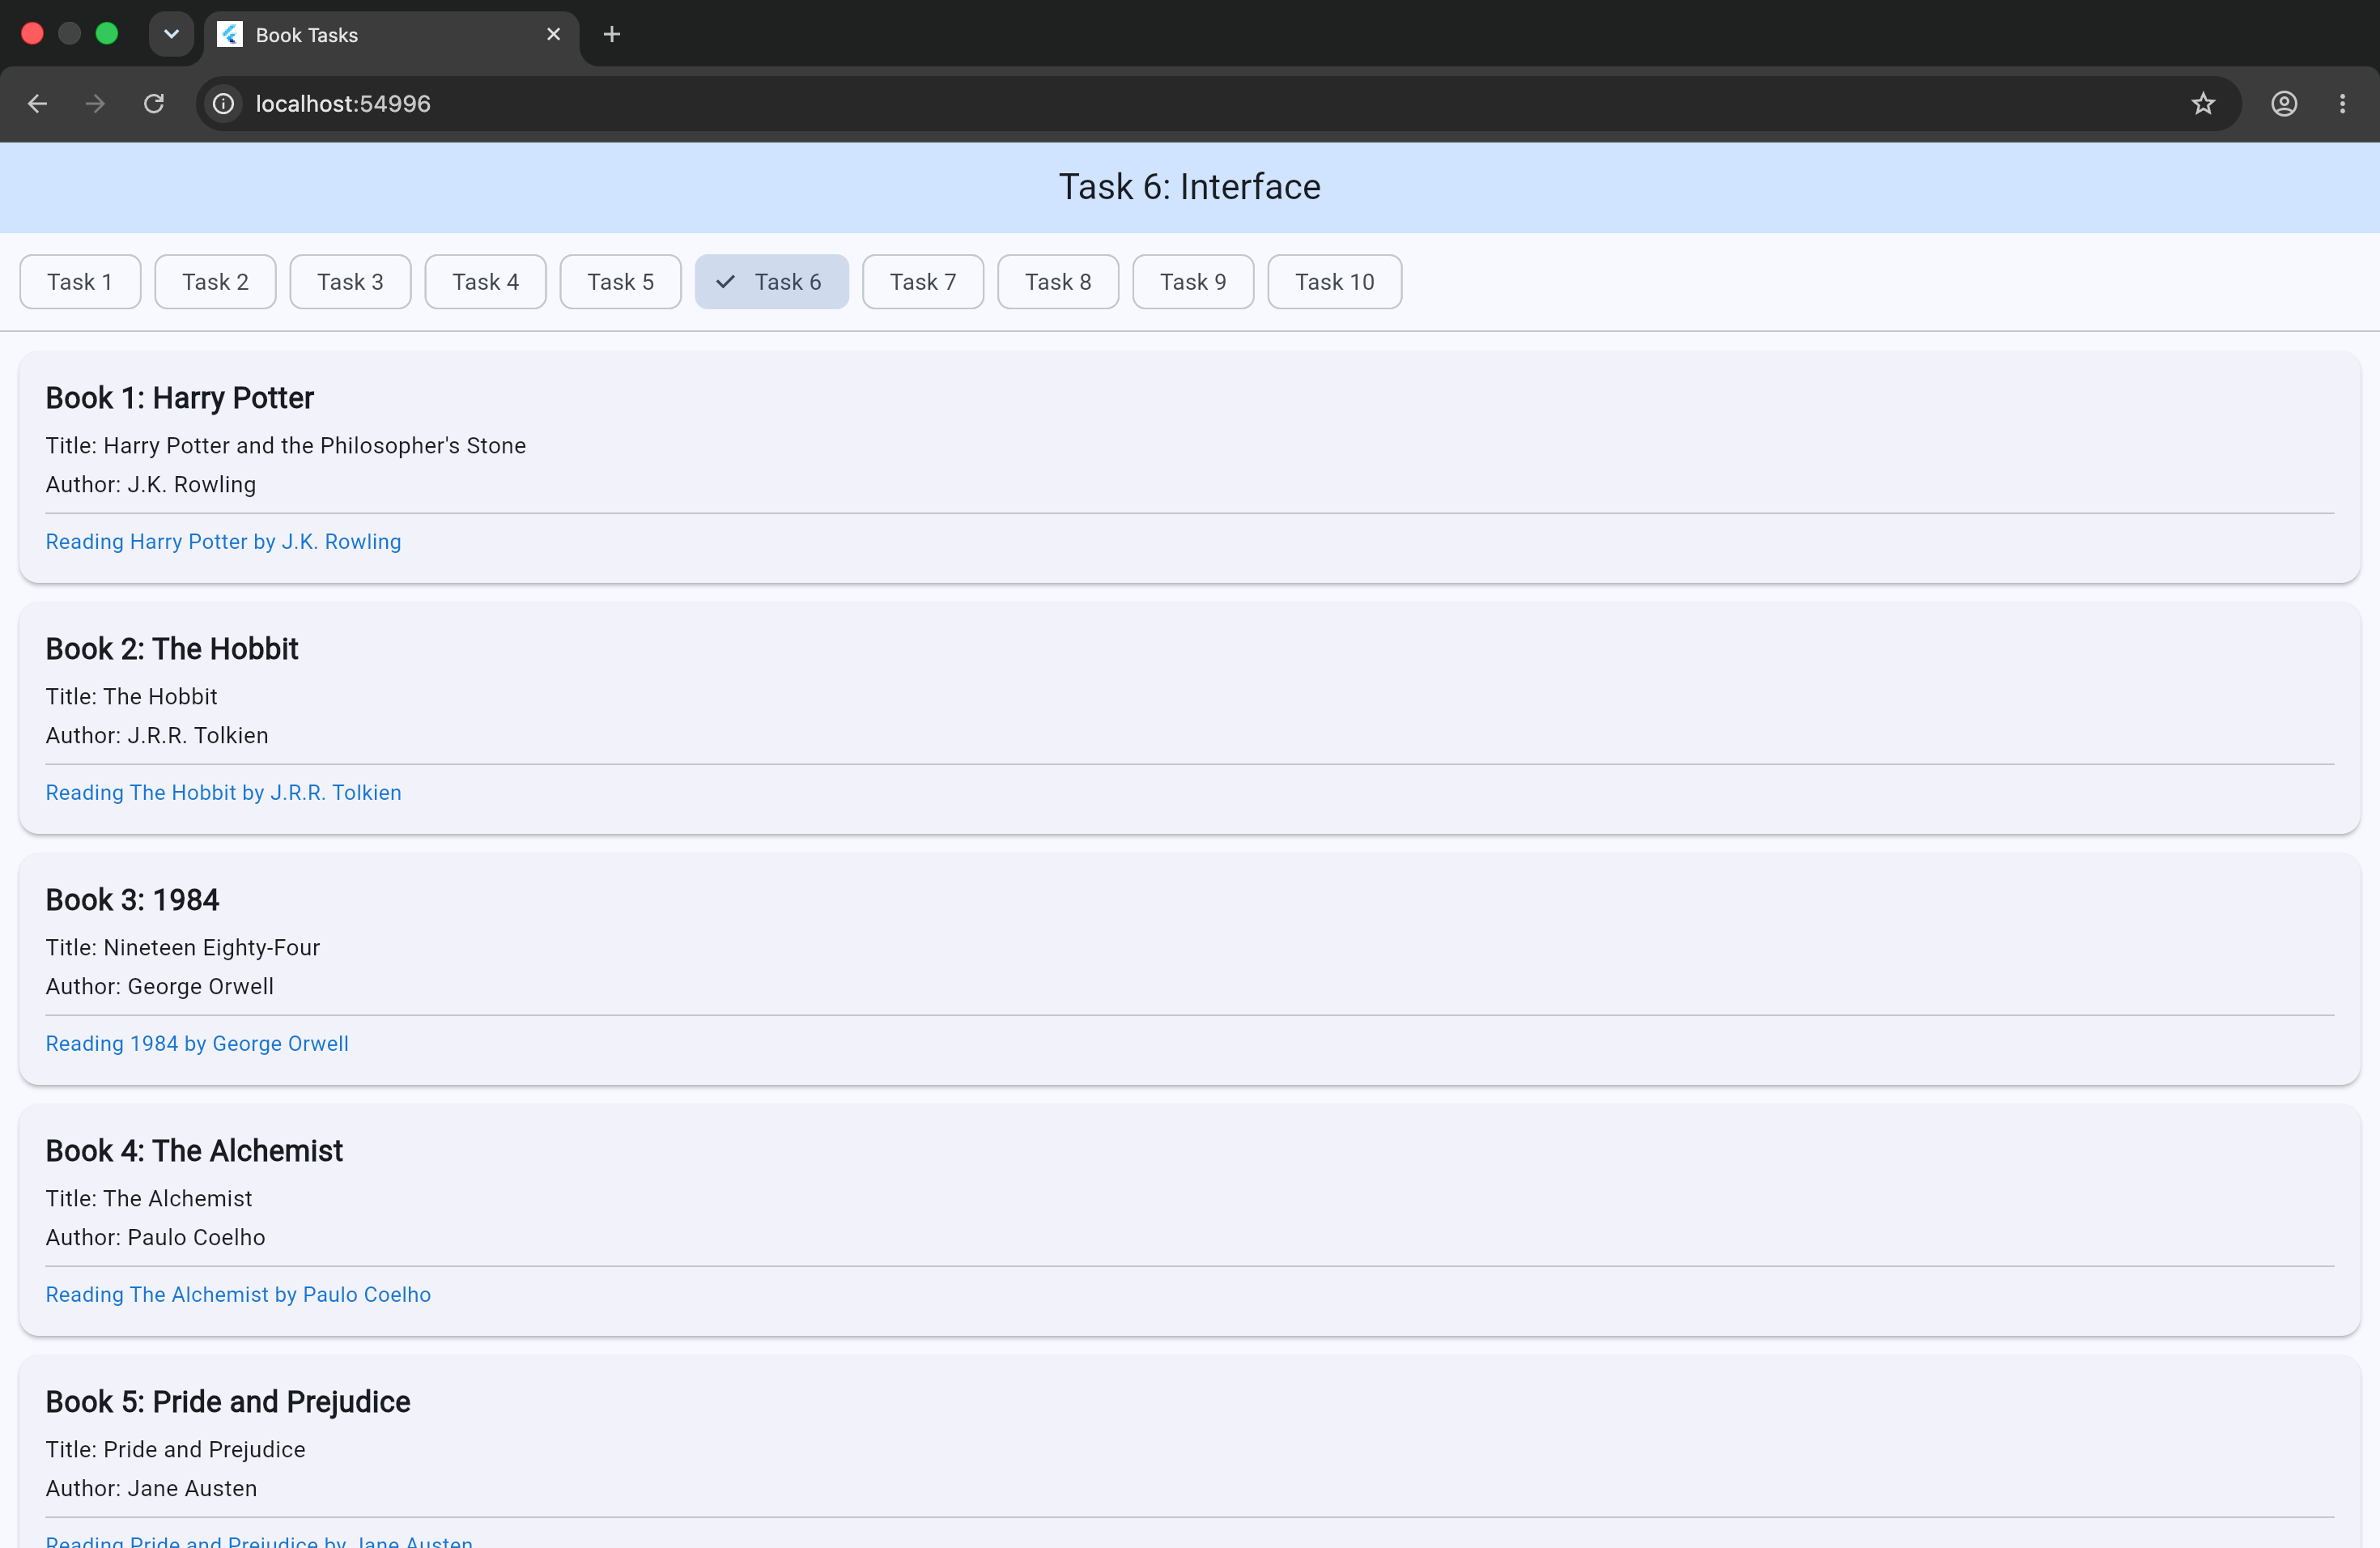 Book Tasks
localhost:54996
Task 6: Interface
Task 1 Task 2 Task 3 Task 4 Task 5 Task 6 Task 7 Task 8 Task 9 Task 10
Book 1: Harry Potter
Title: Harry Potter and the Philosopher's Stone
Author: J.K. Rowling
Reading Harry Potter by J.K. Rowling
Book 2: The Hobbit
Title: The Hobbit
Author: J.R.R. Tolkien
Reading The Hobbit by J.R.R. Tolkien
Book 3: 1984
Title: Nineteen Eighty-Four
Author: George Orwell
Reading 1984 by George Orwell
Book 4: The Alchemist
Title: The Alchemist
Author: Paulo Coelho
Reading The Alchemist by Paulo Coelho
Book 5: Pride and Prejudice
Title: Pride and Prejudice
Author: Jane Austen
Reading Pride and Prejudice by Jane Austen